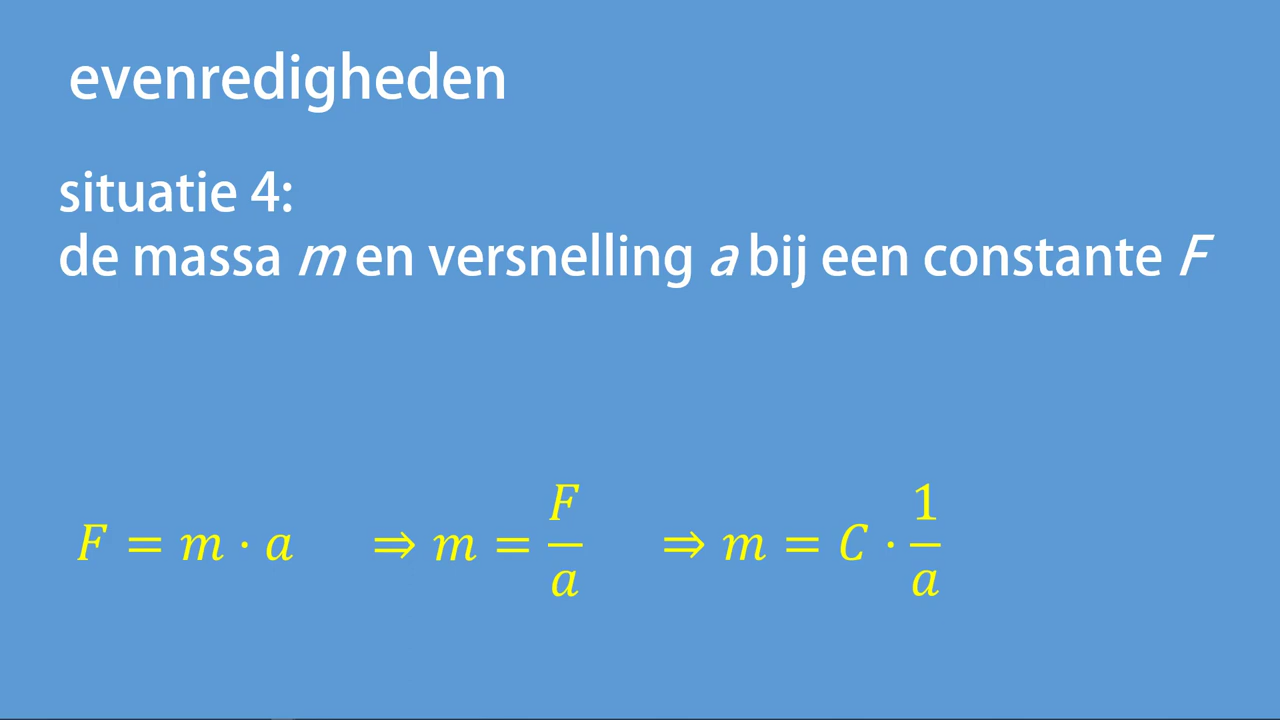 evenredigheden
situatie 4:
de massa m en versnelling a bij een constante F
F = m · a ⇒ m = F/a ⇒ m = C · 1/a